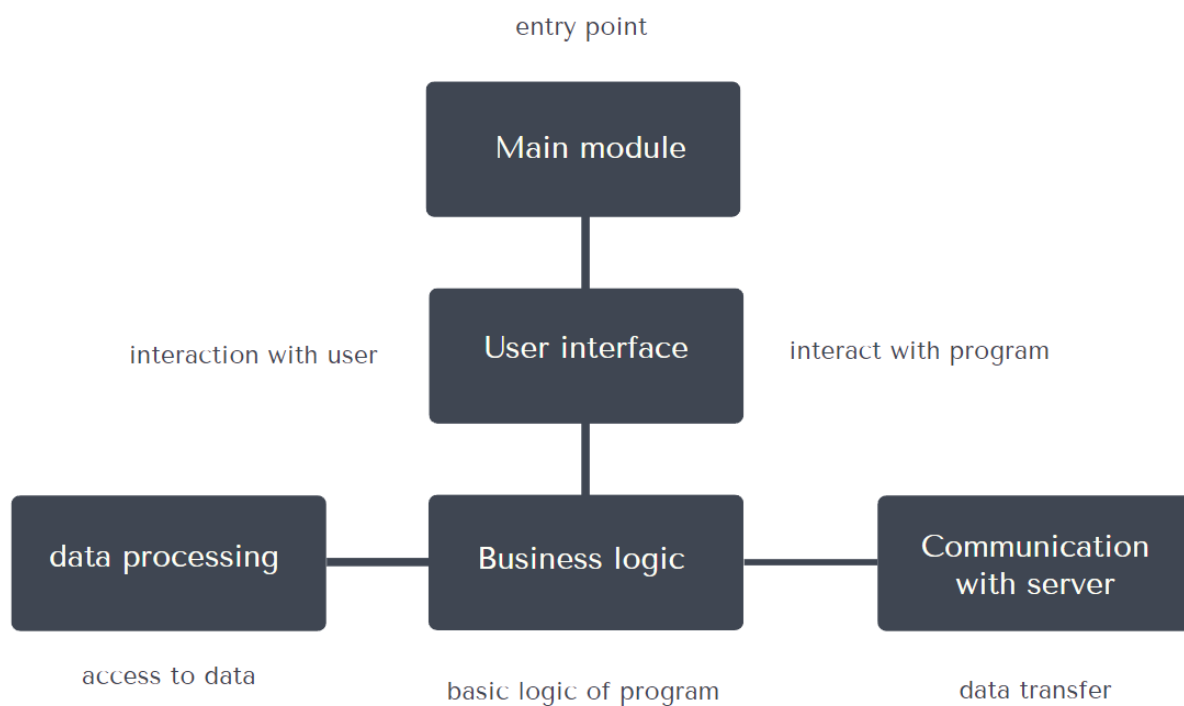 entry point
Main module
interaction with user
User interface
interact with program
data processing
Business logic
Communication
with server
access to data
basic logic of program
data transfer